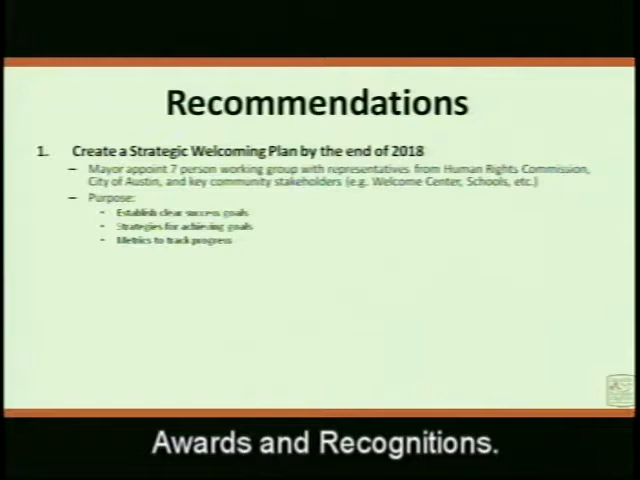 Recommendations
1. Create a Strategic Welcoming Plan by the end of 2018
– Mayor appoint 7 person working group with representatives from Human Rights Commission,
City of Austin, and key community stakeholders (e.g. Welcome Center, Schools, etc.)
– Purpose:
- Establish clear success goals
- Strategies for achieving goals
- Metrics to track progress
Awards and Recognitions.